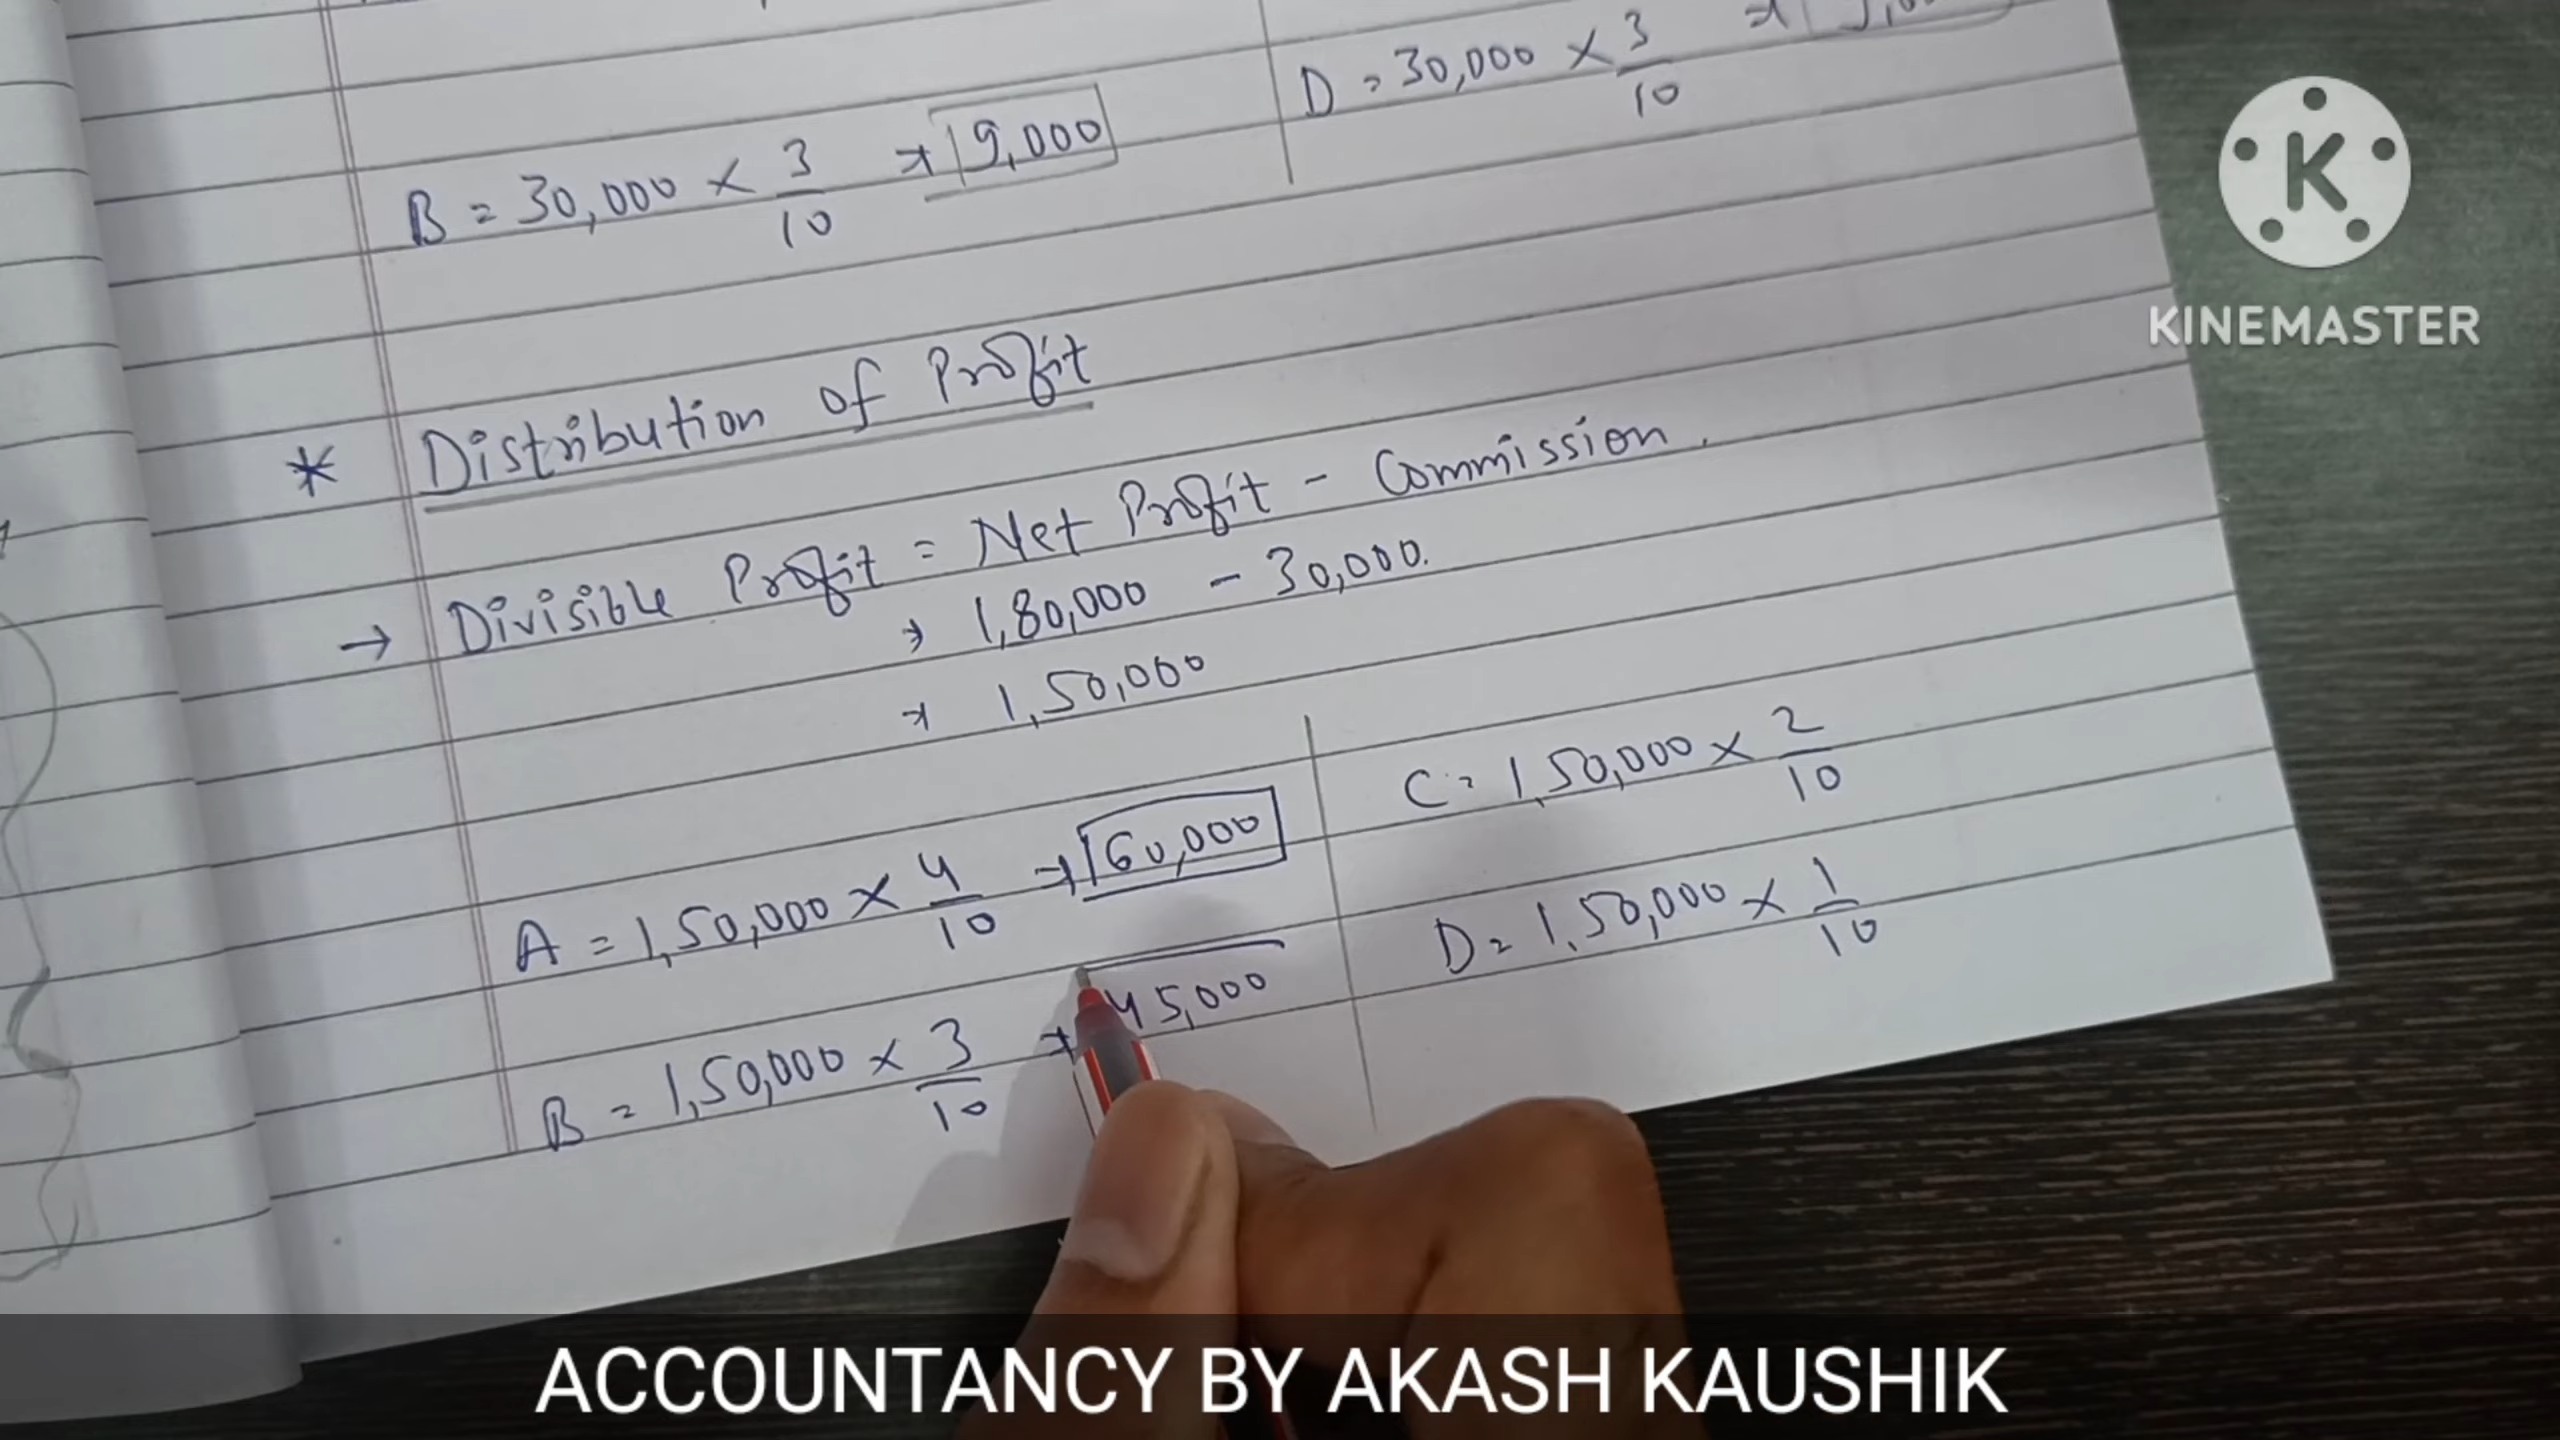 D = 30,000 × 3/10 ⇒
B = 30,000 × 3/10 ⇒ 9,000
K
KINEMASTER
* Distribution of Profit
→ Divisible Profit = Net Profit - Commission.
⇒ 1,80,000 - 30,000.
⇒ 1,50,000
A = 1,50,000 × 4/10 ⇒ 60,000
B = 1,50,000 × 3/10 ⇒ 45,000
C = 1,50,000 × 2/10
D = 1,50,000 × 1/10
ACCOUNTANCY BY AKASH KAUSHIK